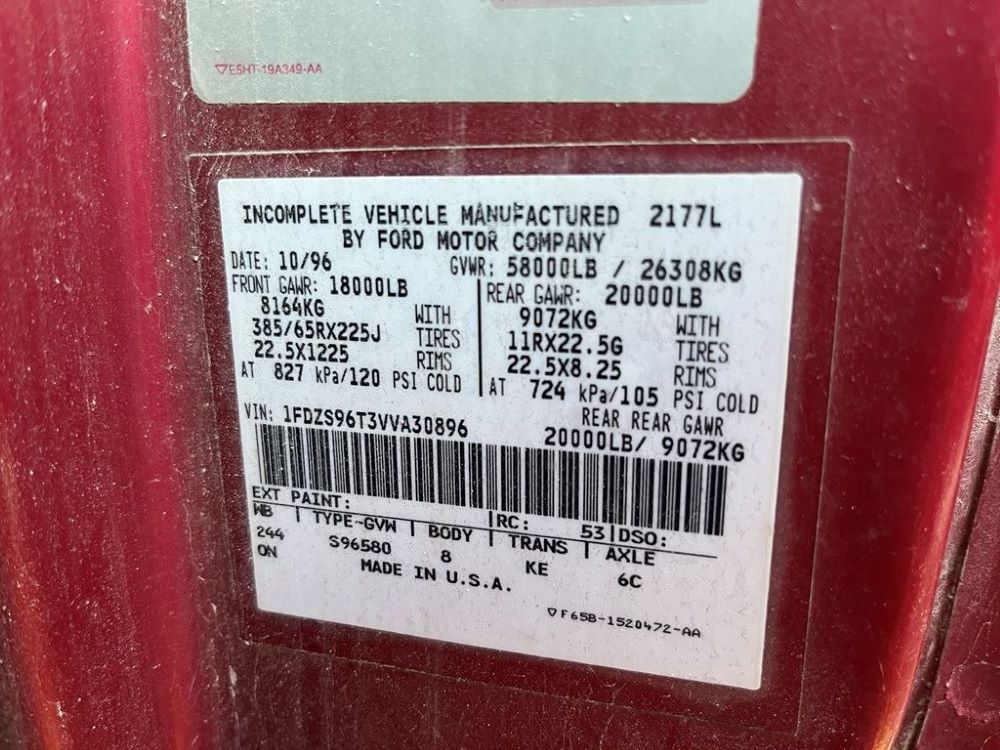 ▽E5HT-19A349-AA
INCOMPLETE VEHICLE MANUFACTURED 2177L
BY FORD MOTOR COMPANY
DATE: 10/96 GVWR: 58000LB / 26308KG
FRONT GAWR: 18000LB
8164KG WITH
385/65RX225J TIRES
22.5X1225 RIMS
AT 827 kPa/120 PSI COLD
REAR GAWR: 20000LB
9072KG WITH
11RX22.5G TIRES
22.5X8.25 RIMS
AT 724 kPa/105 PSI COLD
VIN: 1FDZS96T3VVA30896
REAR REAR GAWR
20000LB/ 9072KG
EXT PAINT: RC: 53 DSO:
WB TYPE-GVW BODY TRANS AXLE
244 S96580 8 KE 6C
ON
MADE IN U.S.A.
▽F65B-1520472-AA